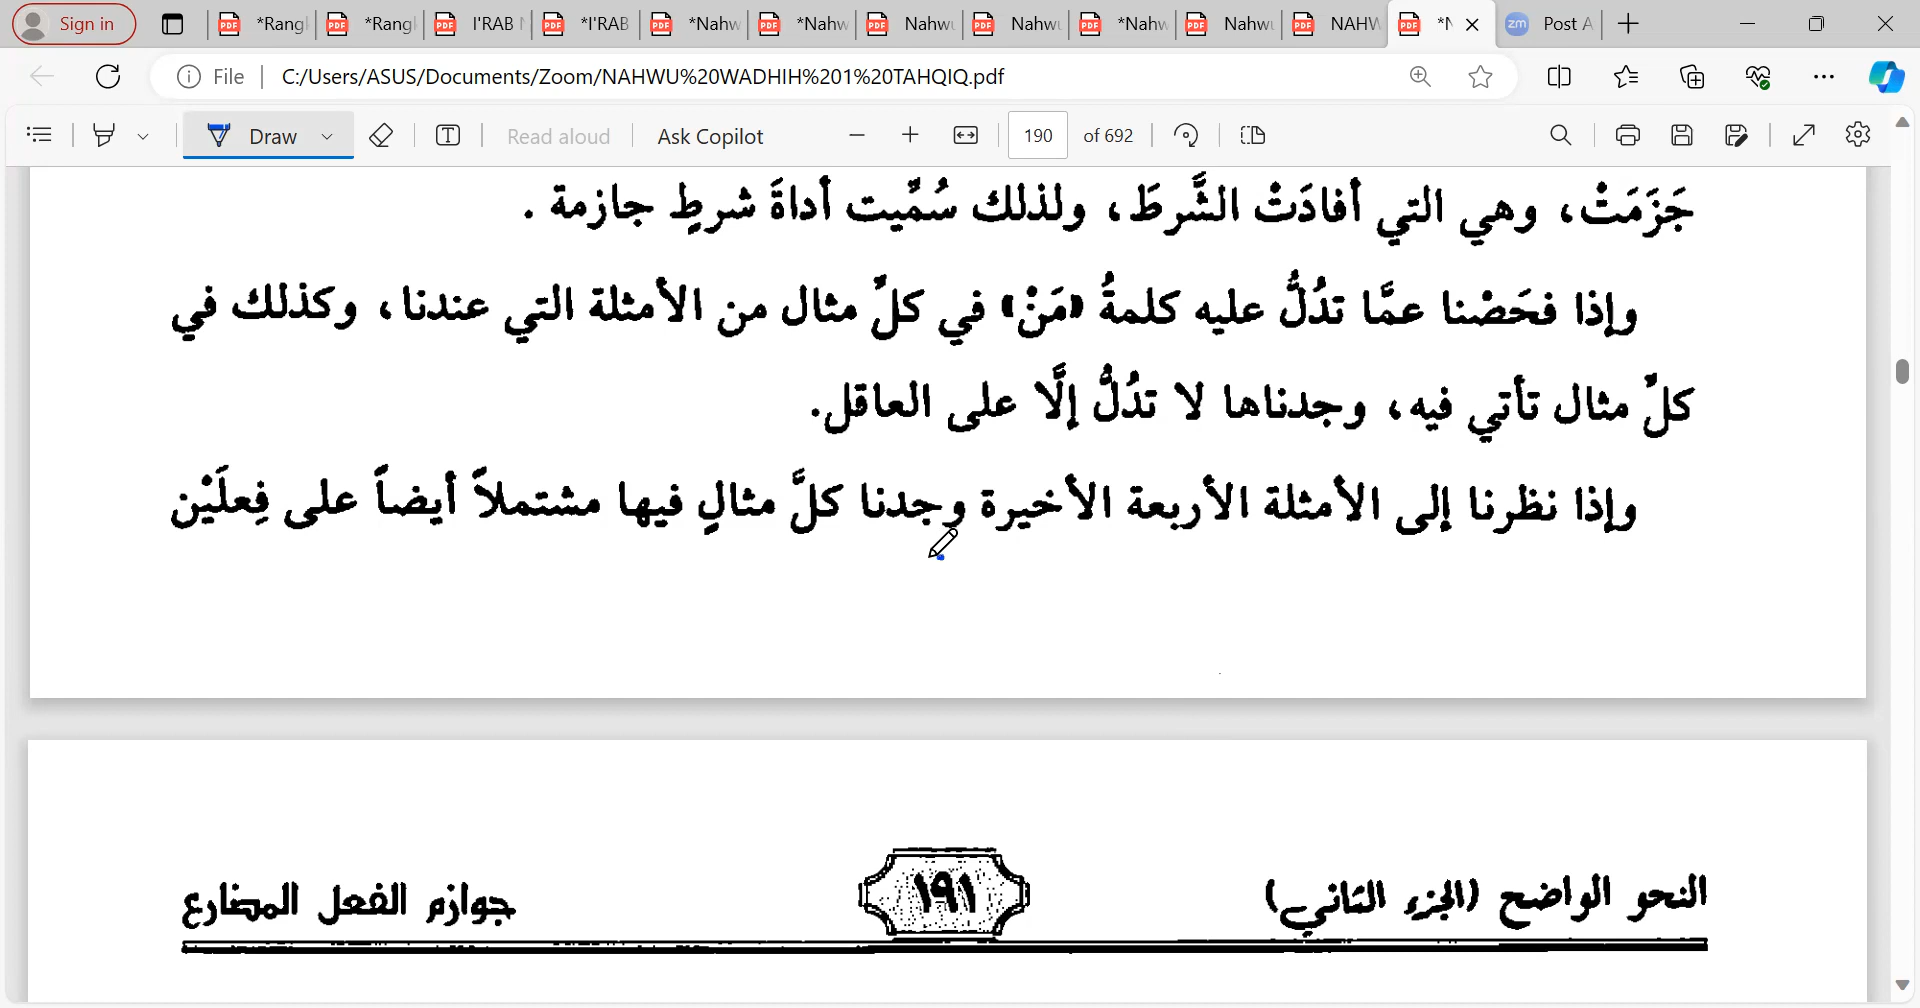 Sign in
*Rang
*Rang
I'RAB
*I'RAB
*Nahw
*Nahw
Nahwu
Nahwu
*Nahw
Nahwu
NAHW
zm Post A
File
C:/Users/ASUS/Documents/Zoom/NAHWU%20WADHIH%201%20TAHQIQ.pdf
Draw
Read aloud
Ask Copilot
190 of 692
جَزَمَتْ، وهي التي أفادَتْ الشَّرطَ، ولذلك سُمِّيت أداةَ شرطٍ جازمة .
وإذا فحَصْنا عمَّا تدُلُّ عليه كلمةُ «مَنْ» في كلِّ مثال من الأمثلة التي عندنا، وكذلك في
كلِّ مثال تأتي فيه، وجدناها لا تدُلُّ إلَّا على العاقل.
وإذا نظرنا إلى الأمثلة الأربعة الأخيرة وجدنا كلَّ مثالٍ فيها مشتملاً أيضاً على فِعلَيْن
النحو الواضح (الجزء الثاني)
١٩١
جوازم الفعل المضارع